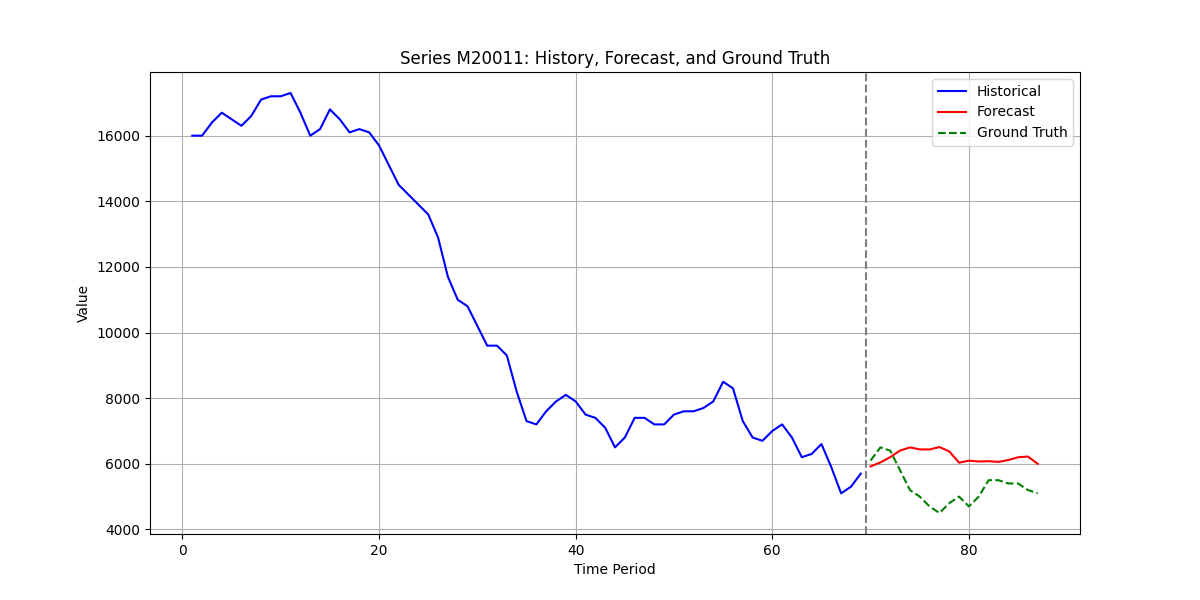 Series M20011: History, Forecast, and Ground Truth
Historical
Forecast
Ground Truth
16000
14000
12000
10000
8000
6000
4000
Value
0
20
40
60
80
Time Period